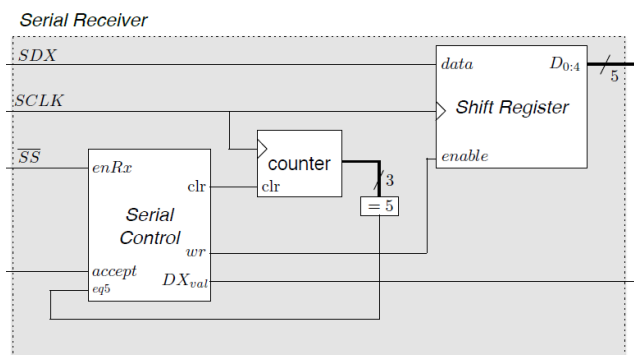 Serial Receiver
SDX
SCLK
SS
data
D0:4
5
Shift Register
enable
enRx
clr
Serial
Control
wr
accept
DXval
eq5
counter
clr
3
= 5